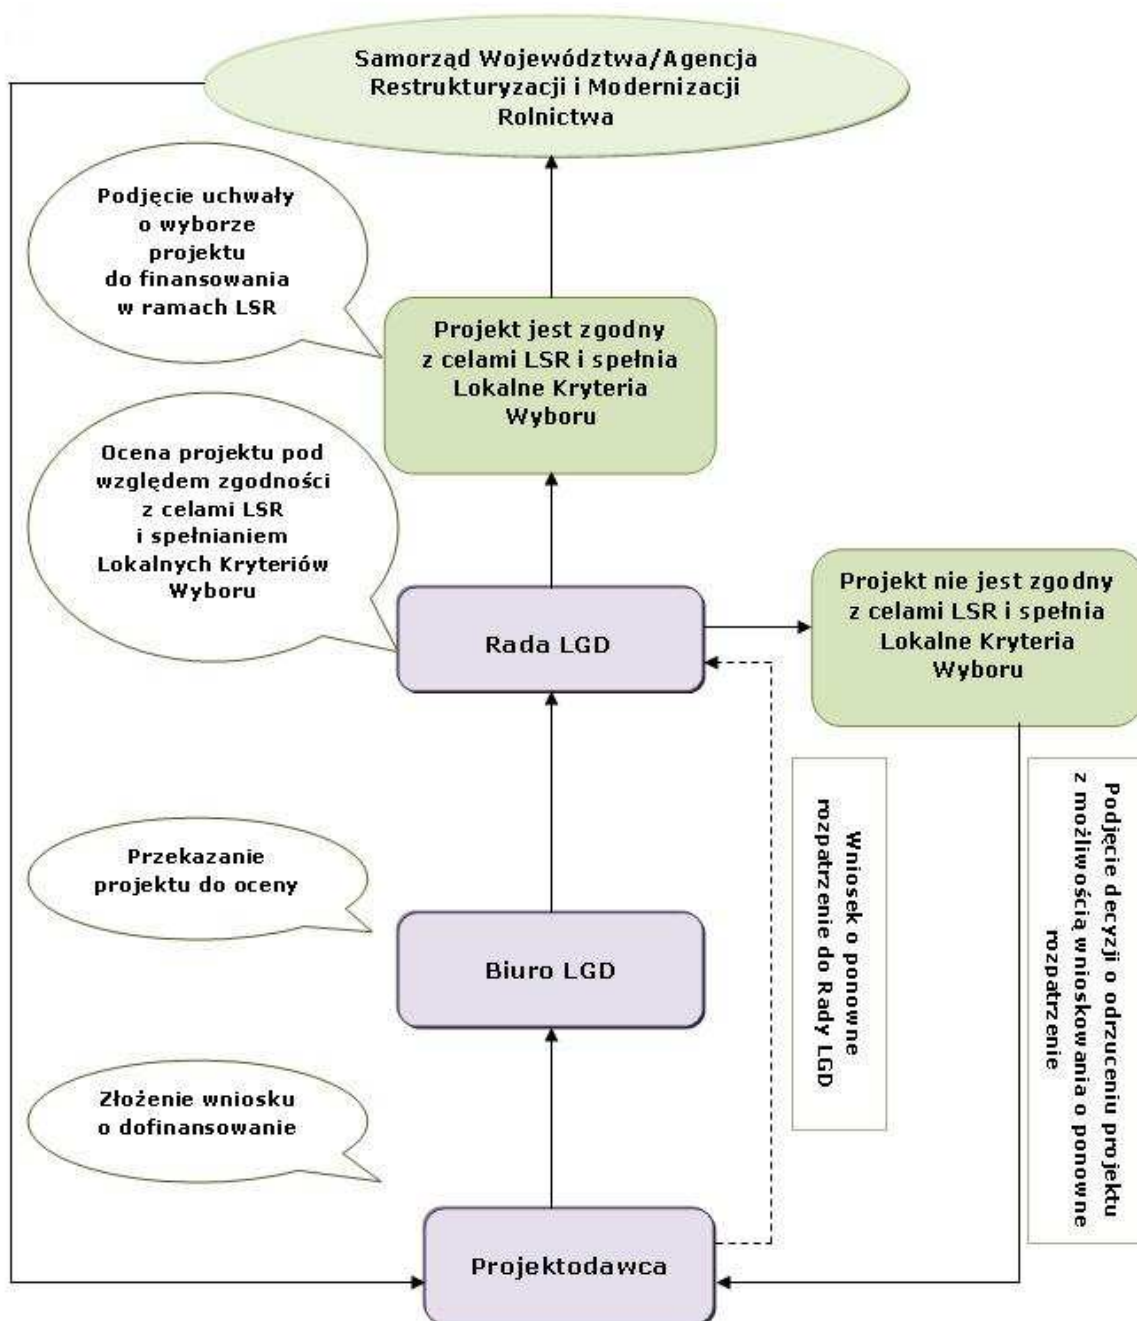 Samorząd Województwa/Agencja
Restrukturyzacji i Modernizacji
Rolnictwa
Podjęcie uchwały
o wyborze
projektu
do finansowania
w ramach LSR
Projekt jest zgodny
z celami LSR i spełnia
Lokalne Kryteria
Wyboru
Ocena projektu pod
względem zgodności
z celami LSR
i spełnianiem
Lokalnych Kryteriów
Wyboru
Rada LGD
Projekt nie jest zgodny
z celami LSR i spełnia
Lokalne Kryteria
Wyboru
Przekazanie
projektu do oceny
Biuro LGD
Wniosek o ponowne
rozpatrzenie do Rady LGD
Podjęcie decyzji o odrzuceniu projektu
z możliwością wnioskowania o ponowne
rozpatrzenie
Złożenie wniosku
o dofinansowanie
Projektodawca